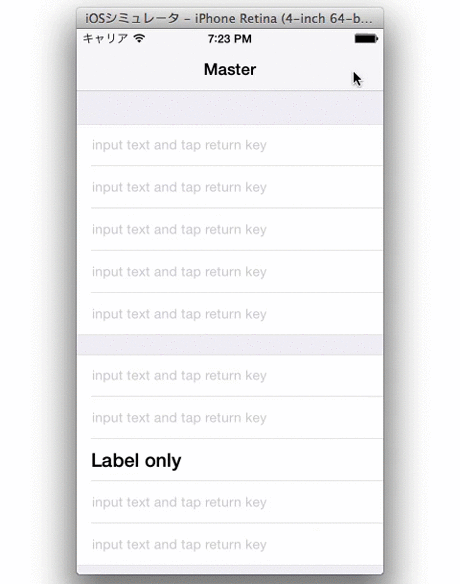 iOSシミュレータ – iPhone Retina (4-inch 64-b...
キャリア 7:23 PM
Master
input text and tap return key
input text and tap return key
input text and tap return key
input text and tap return key
input text and tap return key
input text and tap return key
input text and tap return key
Label only
input text and tap return key
input text and tap return key